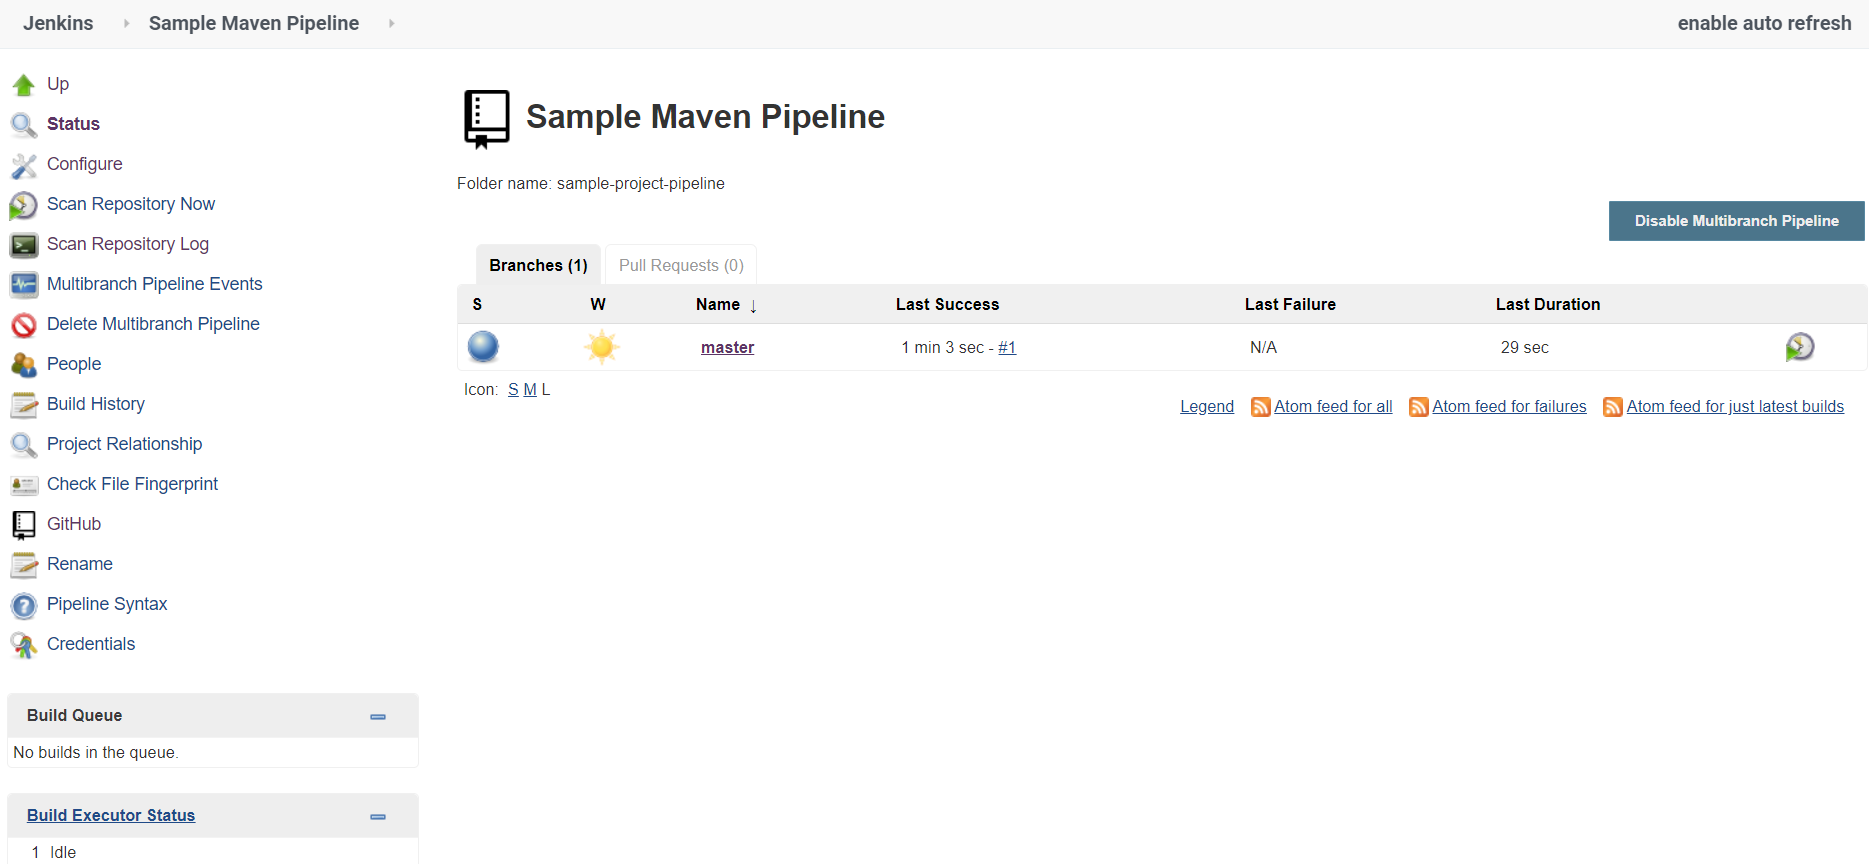 Jenkins Sample Maven Pipeline enable auto refresh
Up
Status
Configure
Scan Repository Now
Scan Repository Log
Multibranch Pipeline Events
Delete Multibranch Pipeline
People
Build History
Project Relationship
Check File Fingerprint
GitHub
Rename
Pipeline Syntax
Credentials
Build Queue
No builds in the queue.
Build Executor Status
1 Idle
Sample Maven Pipeline
Folder name: sample-project-pipeline
Disable Multibranch Pipeline
Branches (1) Pull Requests (0)
S W Name ↓ Last Success Last Failure Last Duration
master 1 min 3 sec - #1 N/A 29 sec
Icon: S M L
Legend Atom feed for all Atom feed for failures Atom feed for just latest builds